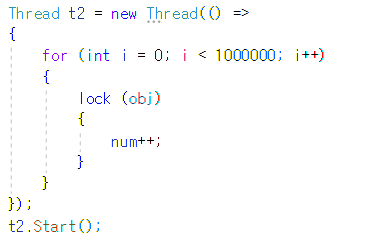 Thread t2 = new Thread(() =>
{
    for (int i = 0; i < 1000000; i++)
    {
        lock (obj)
        {
            num++;
        }
    }
});
t2.Start();